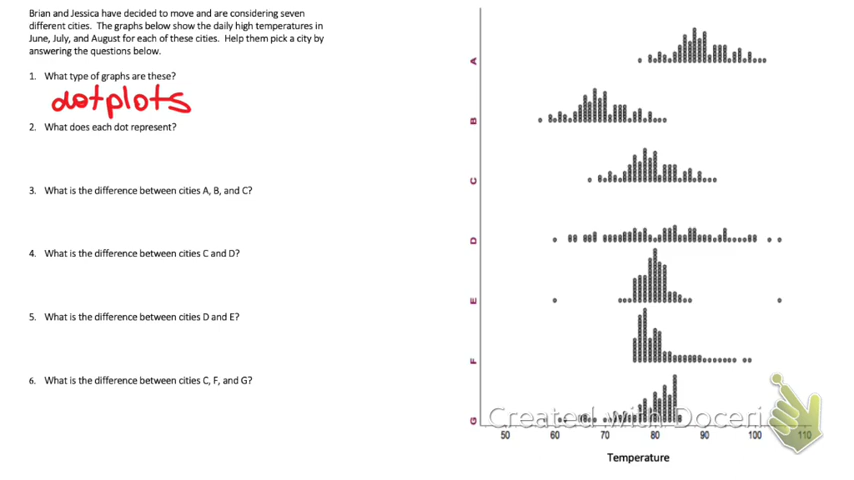 Brian and Jessica have decided to move and are considering seven
different cities. The graphs below show the daily high temperatures in
June, July, and August for each of these cities. Help them pick a city by
answering the questions below.
1. What type of graphs are these?
dotplots
2. What does each dot represent?
3. What is the difference between cities A, B, and C?
4. What is the difference between cities C and D?
5. What is the difference between cities D and E?
6. What is the difference between cities C, F, and G?
A
B
C
D
E
F
G
Created with Doceri
50 60 70 80 90 100 110
Temperature